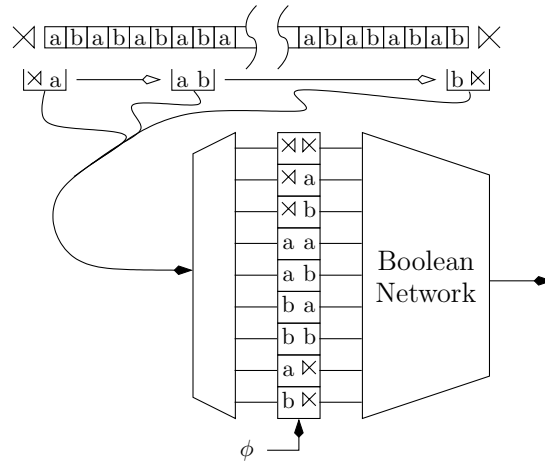 ⋊ a b a b a b a b a a b a b a b a b ⋉
⋊ a a b b ⋉
⋊ ⋉
⋊ a
⋊ b
a a
a b
b a
b b
a ⋉
b ⋉
Boolean
Network
ϕ